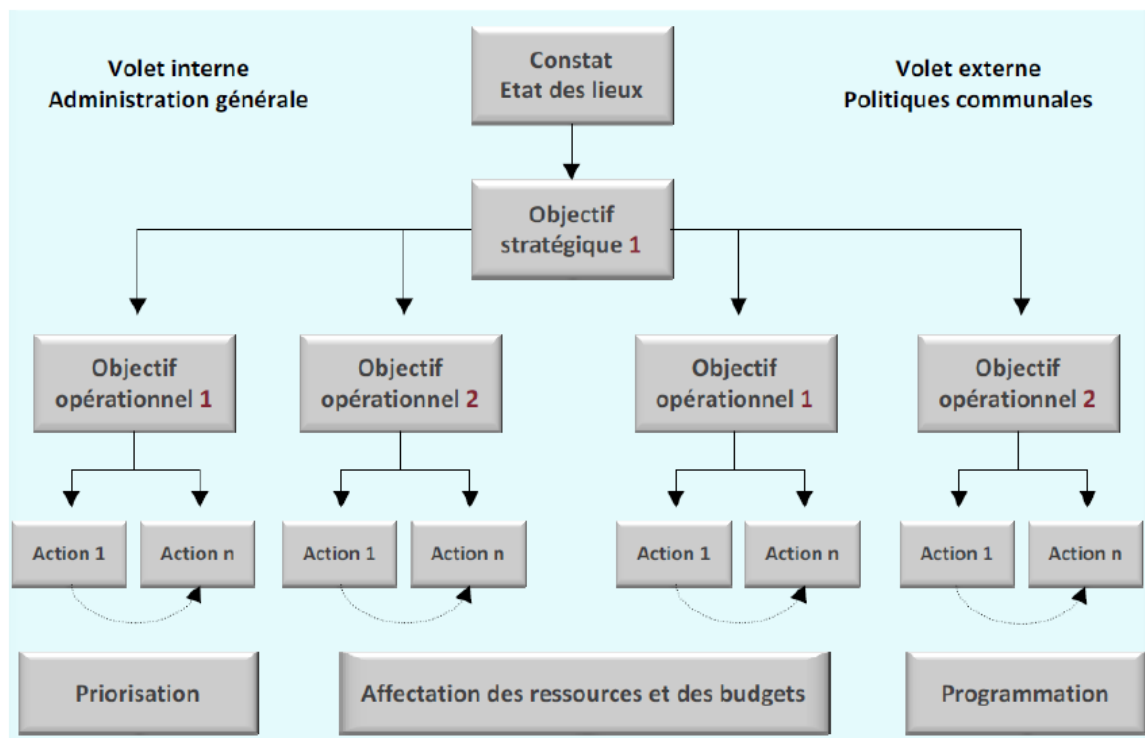 Volet interne
Administration générale
Constat
Etat des lieux
Volet externe
Politiques communales
Objectif
stratégique 1
Objectif
opérationnel 1
Objectif
opérationnel 2
Objectif
opérationnel 1
Objectif
opérationnel 2
Action 1
Action n
Action 1
Action n
Action 1
Action n
Action 1
Action n
Priorisation
Affectation des ressources et des budgets
Programmation